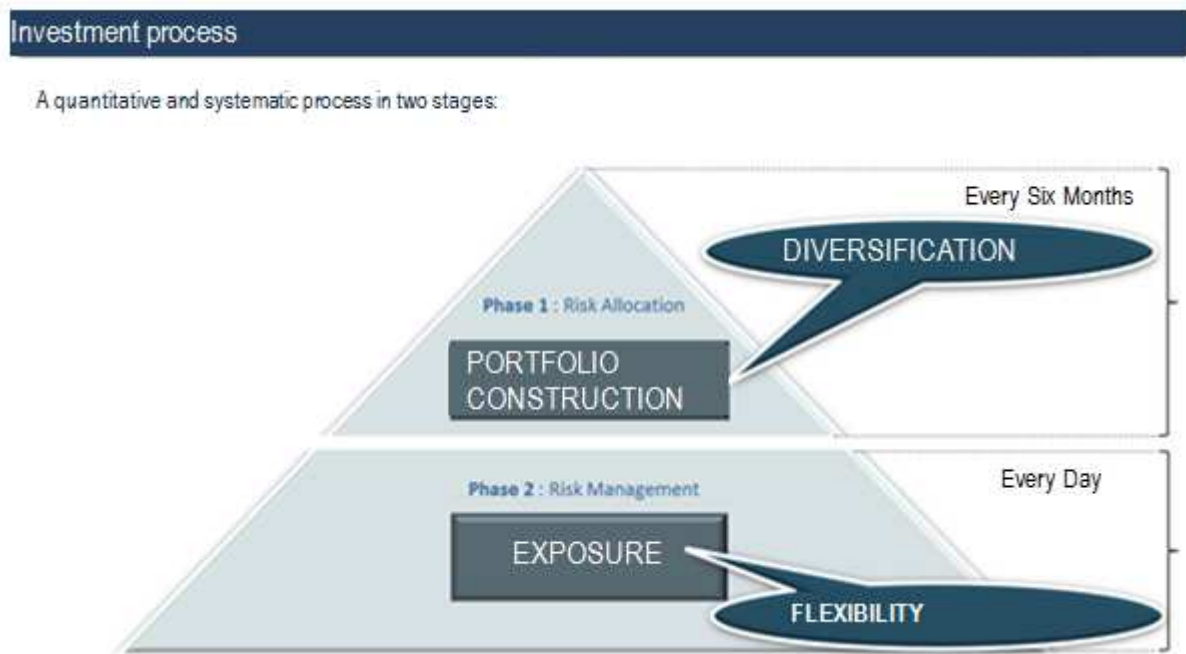 Investment process
A quantitative and systematic process in two stages:
Every Six Months
DIVERSIFICATION
Phase 1 : Risk Allocation
PORTFOLIO
CONSTRUCTION
Every Day
Phase 2 : Risk Management
EXPOSURE
FLEXIBILITY